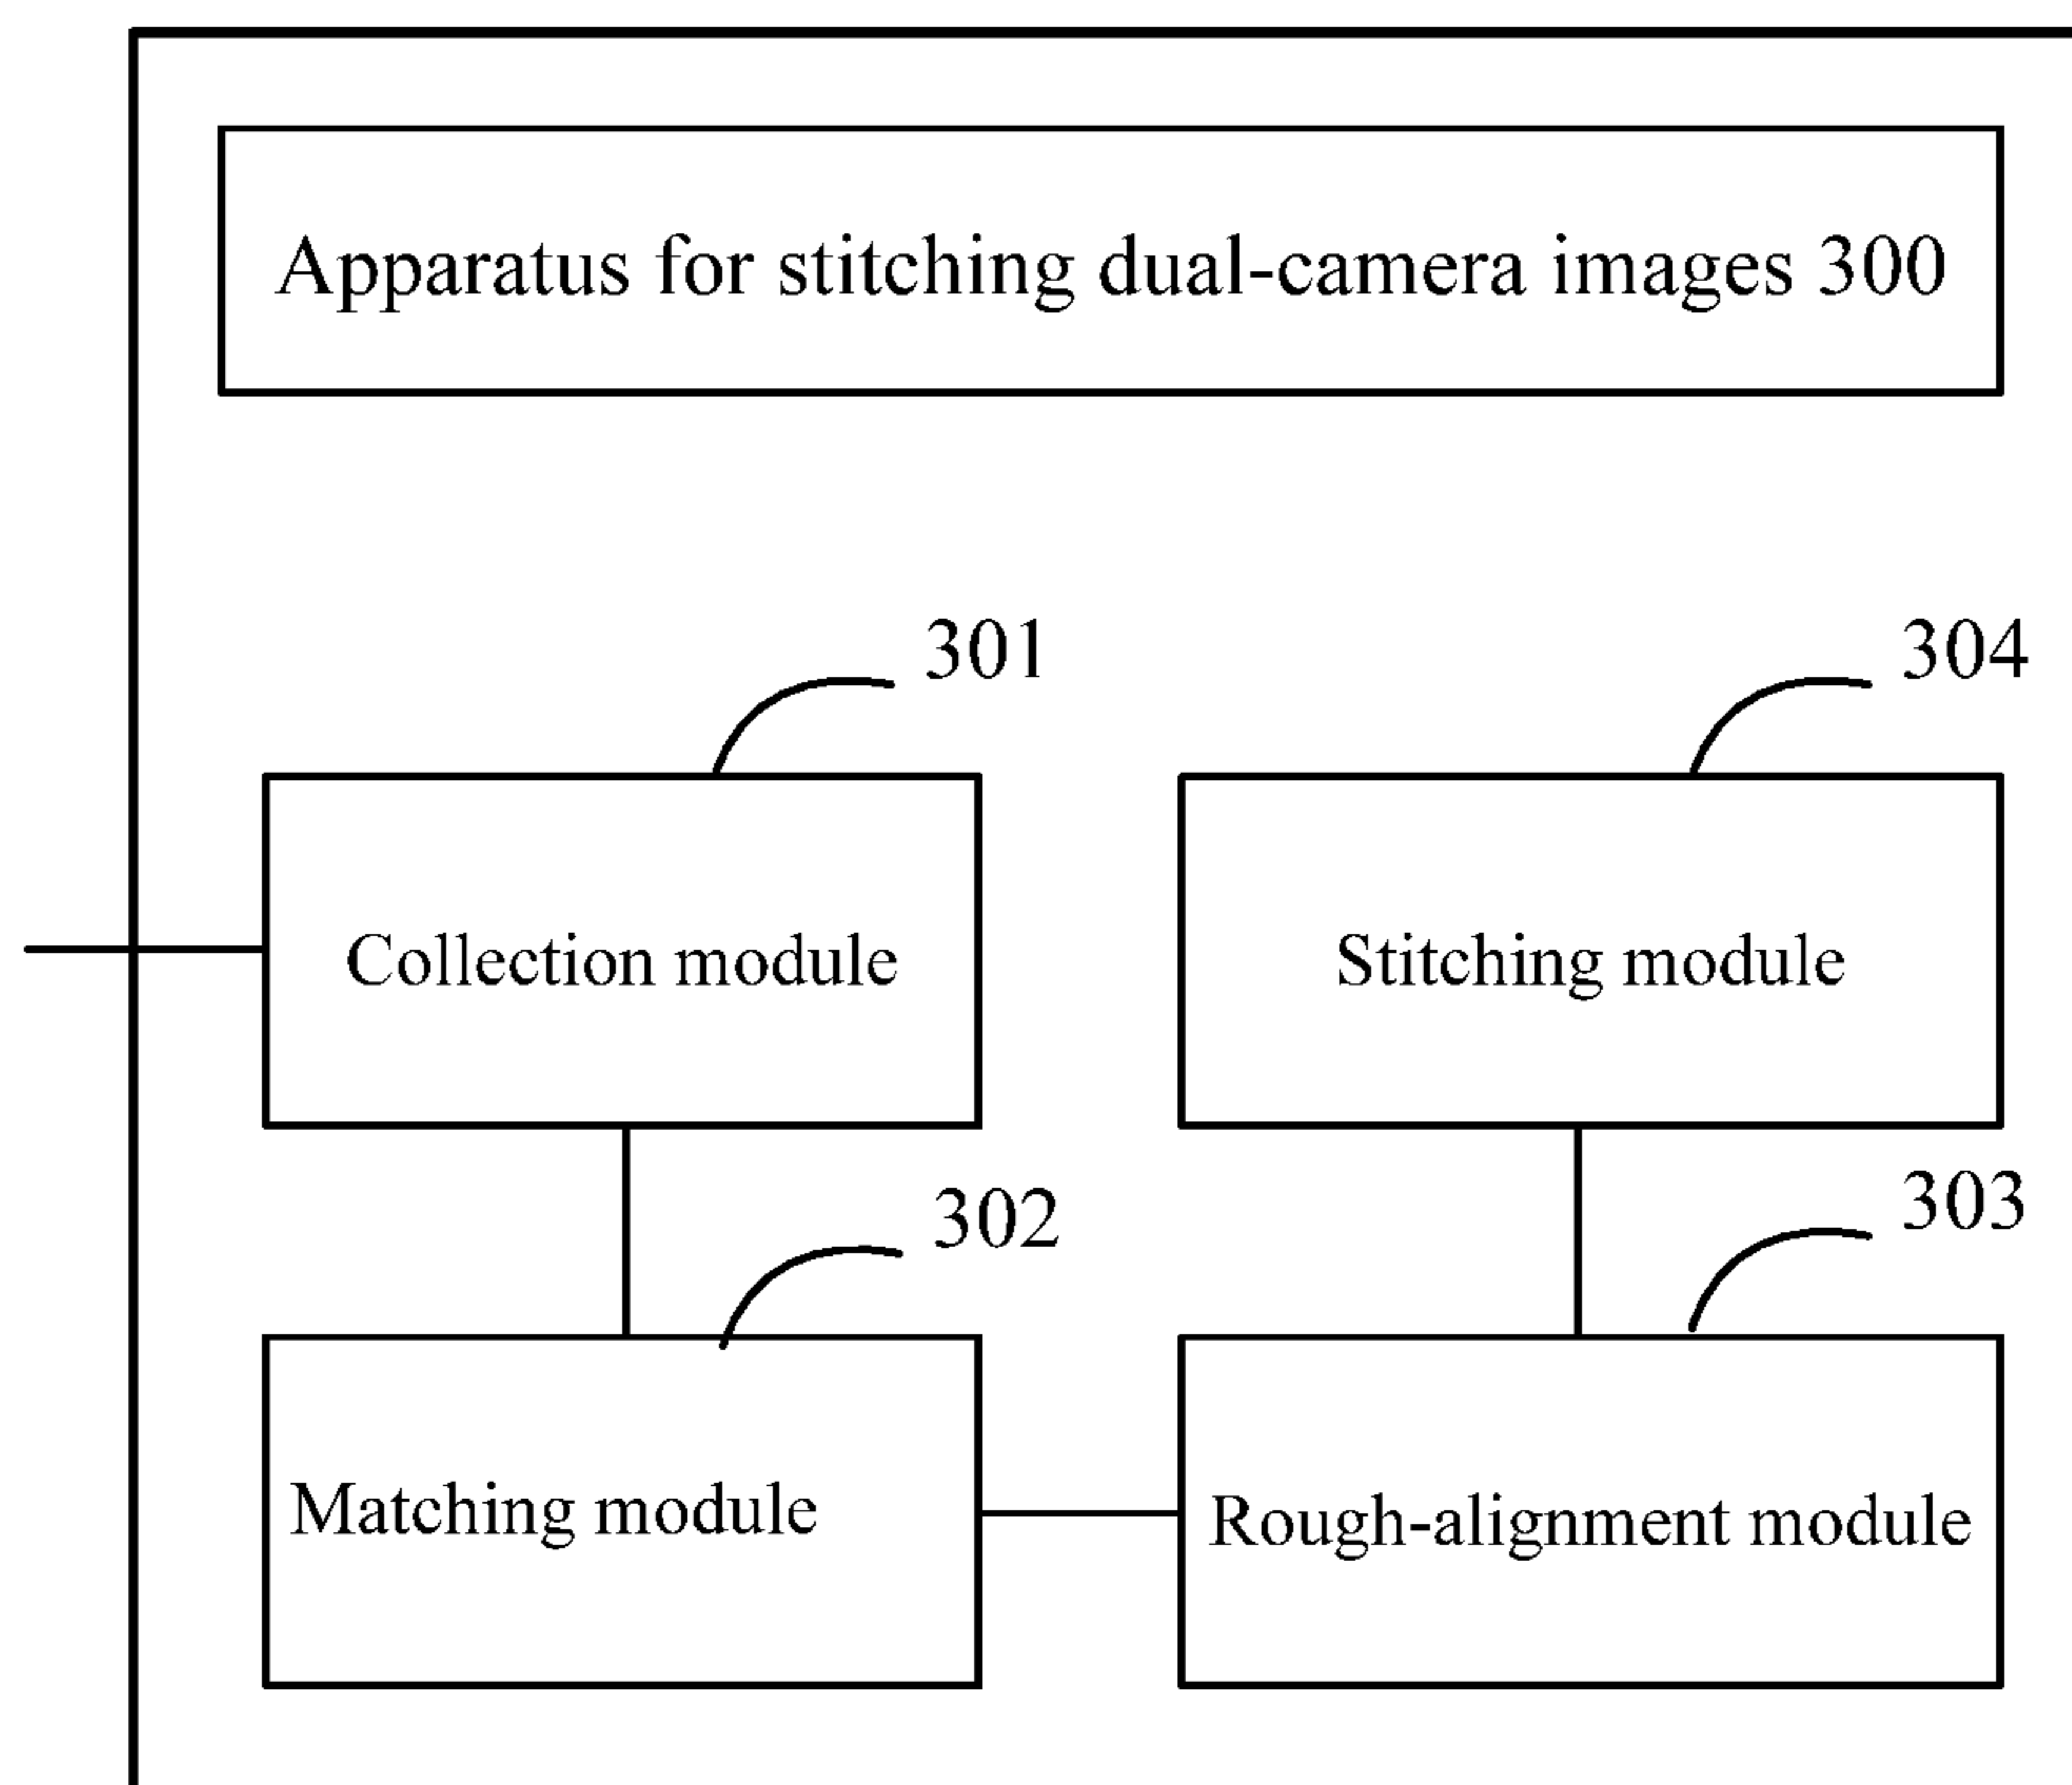 Apparatus for stitching dual-camera images 300
301
304
Collection module
Stitching module
302
303
Matching module
Rough-alignment module